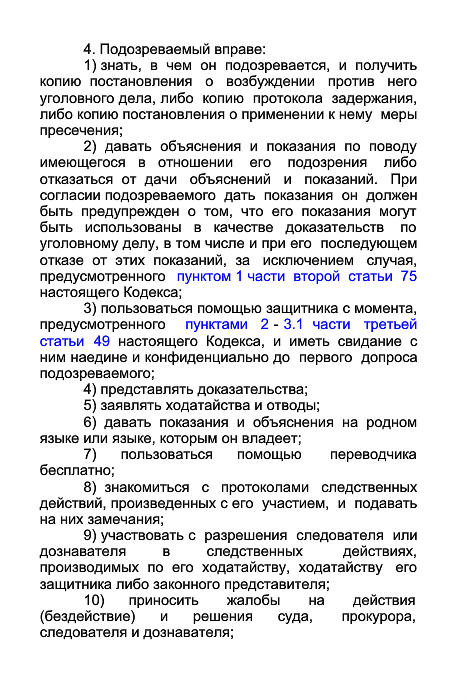 4. Подозреваемый вправе:
1) знать, в чем он подозревается, и получить
копию постановления о возбуждении против него
уголовного дела, либо копию протокола задержания,
либо копию постановления о применении к нему меры
пресечения;
2) давать объяснения и показания по поводу
имеющегося в отношении его подозрения либо
отказаться от дачи объяснений и показаний. При
согласии подозреваемого дать показания он должен
быть предупрежден о том, что его показания могут
быть использованы в качестве доказательств по
уголовному делу, в том числе и при его последующем
отказе от этих показаний, за исключением случая,
предусмотренного пунктом 1 части второй статьи 75
настоящего Кодекса;
3) пользоваться помощью защитника с момента,
предусмотренного пунктами 2 - 3.1 части третьей
статьи 49 настоящего Кодекса, и иметь свидание с
ним наедине и конфиденциально до первого допроса
подозреваемого;
4) представлять доказательства;
5) заявлять ходатайства и отводы;
6) давать показания и объяснения на родном
языке или языке, которым он владеет;
7) пользоваться помощью переводчика
бесплатно;
8) знакомиться с протоколами следственных
действий, произведенных с его участием, и подавать
на них замечания;
9) участвовать с разрешения следователя или
дознавателя в следственных действиях,
производимых по его ходатайству, ходатайству его
защитника либо законного представителя;
10) приносить жалобы на действия
(бездействие) и решения суда, прокурора,
следователя и дознавателя;